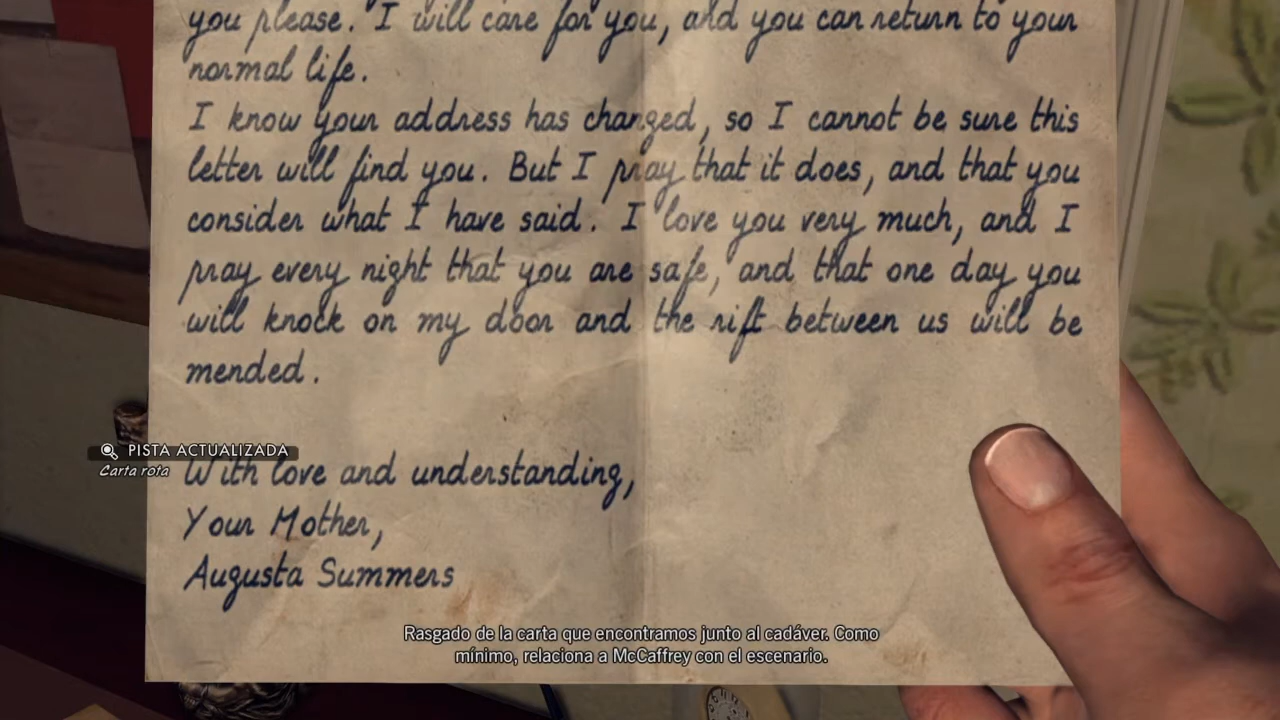 you please. I will care for you, and you can return to your
normal life.
I know your address has changed, so I cannot be sure this
letter will find you. But I pray that it does, and that you
consider what I have said. I love you very much, and I
pray every night that you are safe, and that one day you
will knock on my door and the rift between us will be
mended.
PISTA ACTUALIZADA
Carta rota
With love and understanding,
Your Mother,
Augusta Summers
Rasgado de la carta que encontramos junto al cadáver. Como
mínimo, relaciona a McCaffrey con el escenario.